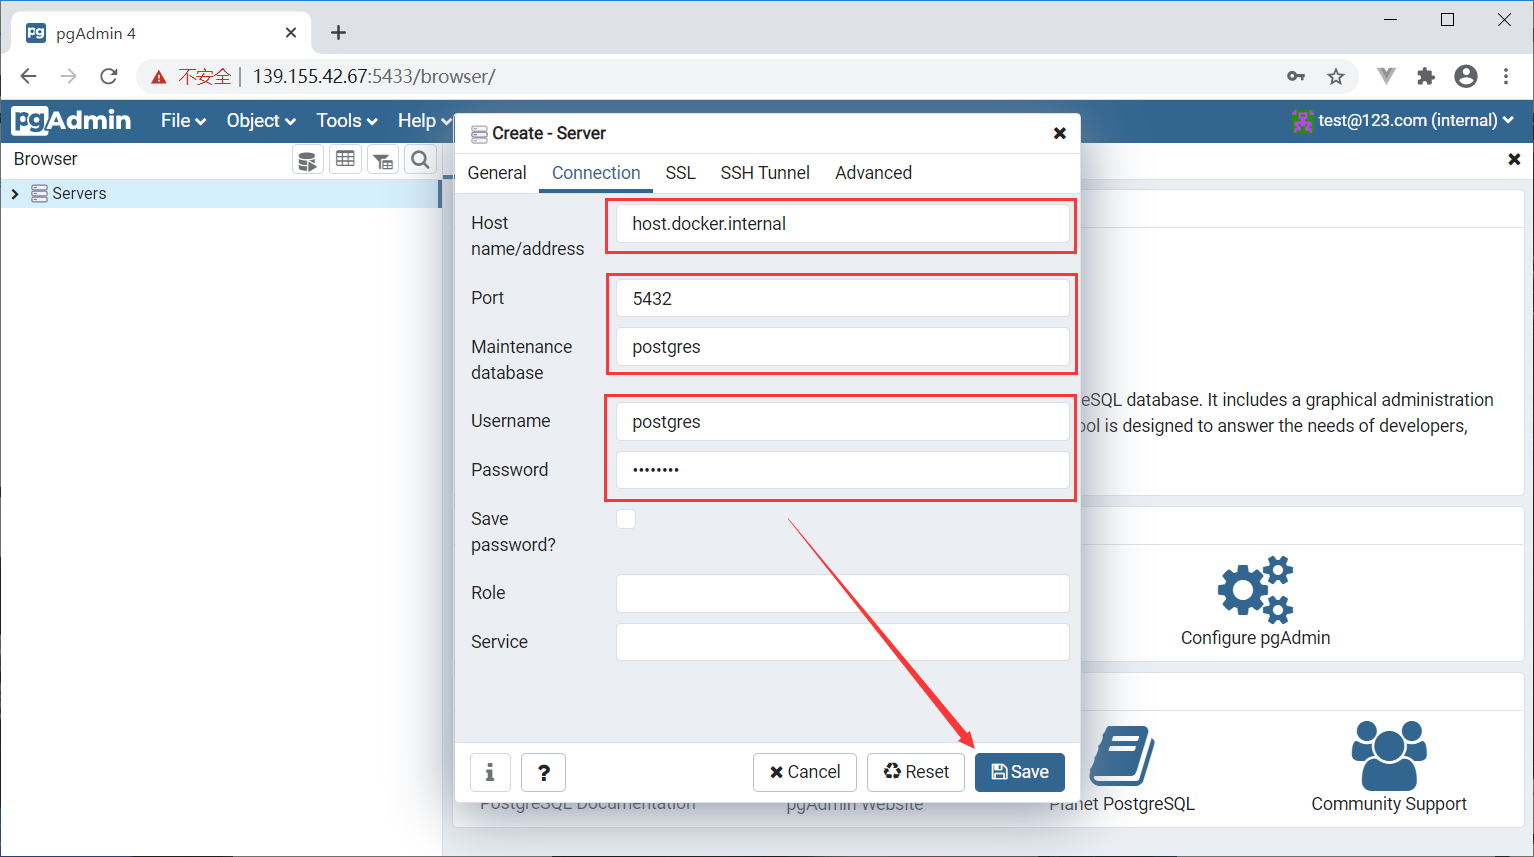 pgAdmin 4
不安全 | 139.155.42.67:5433/browser/
pgAdmin File Object Tools Help test@123.com (internal)
Browser
Servers
Create - Server
General Connection SSL SSH Tunnel Advanced
Host name/address host.docker.internal
Port 5432
Maintenance database postgres
Username postgres
Password ••••••••
Save password?
Role
Service
i ? Cancel Reset Save
eSQL database. It includes a graphical administration
ool is designed to answer the needs of developers,
Configure pgAdmin
PostgreSQL Documentation
pgAdmin Website
Planet PostgreSQL
Community Support